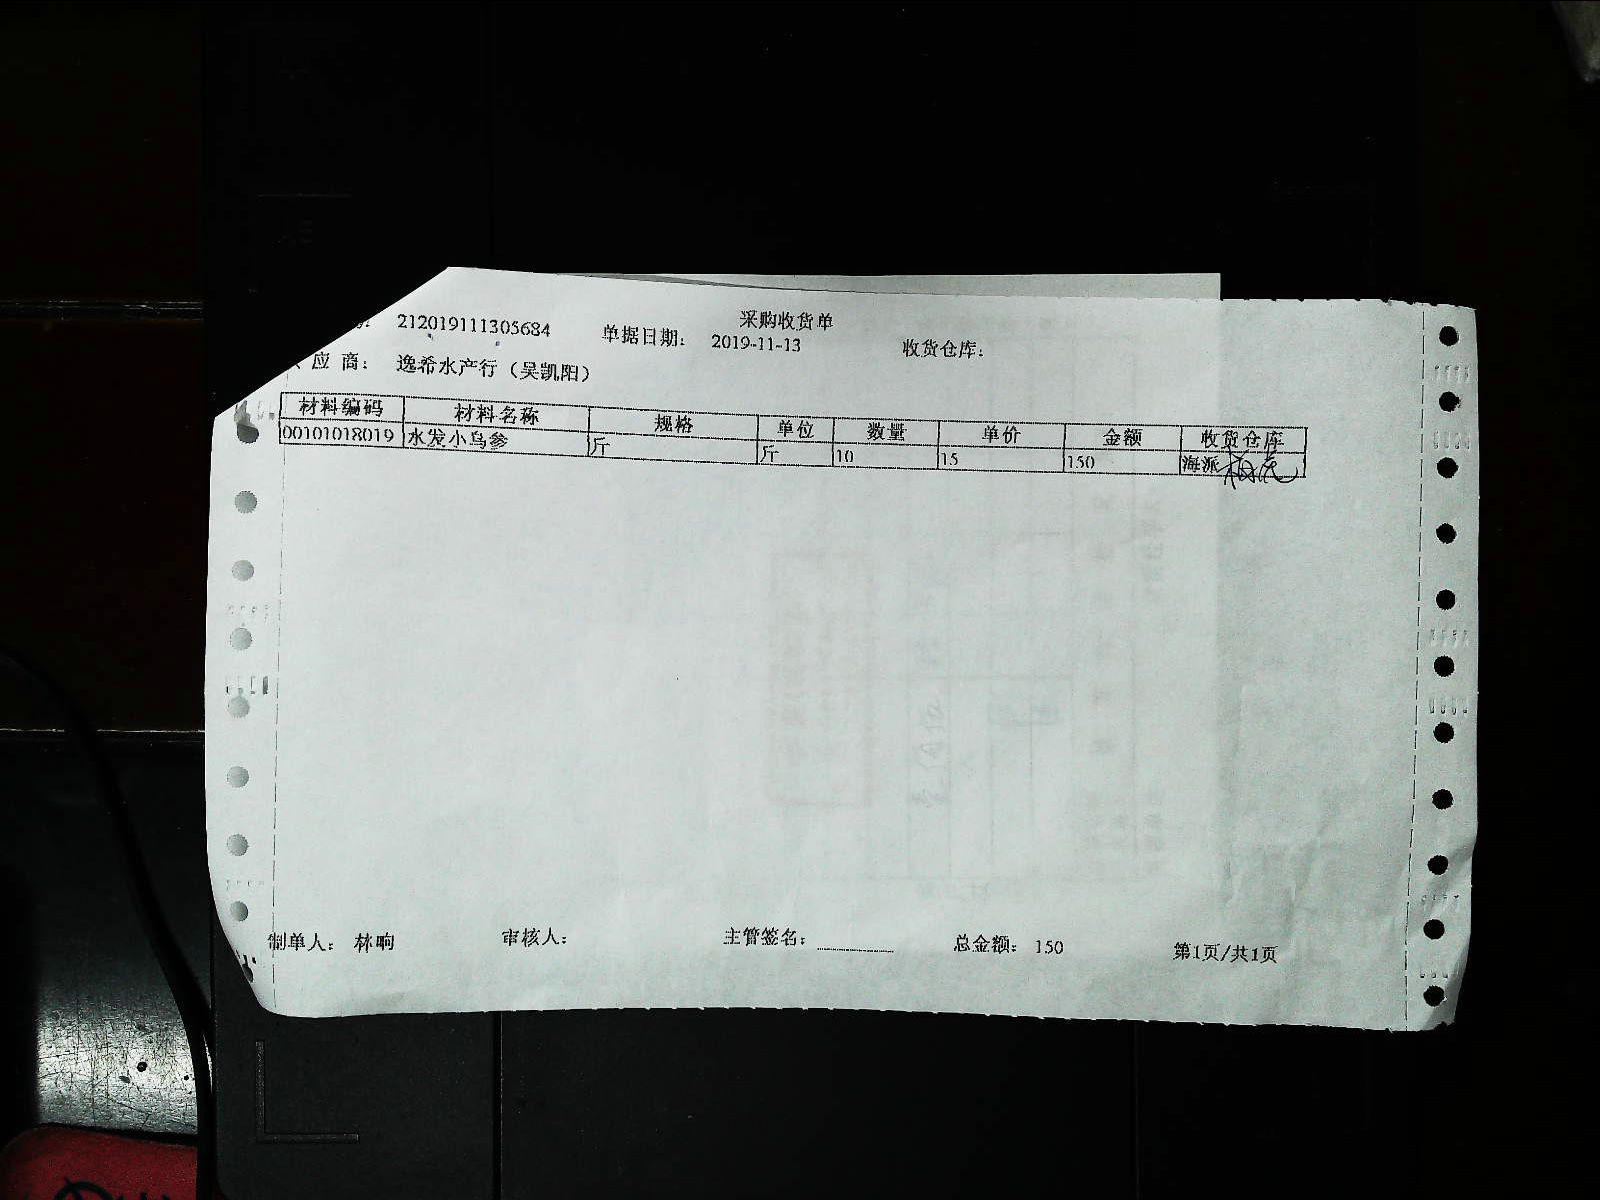 采购收货单
212019111305684 单据日期: 2019-11-13 收货仓库:
应 商: 逸希水产行（吴凯阳）
材料编码 材料名称 规格 单位 数量 单价 金额 收货仓库
00101018019 水发小乌参 斤 斤 10 15 150 海派
制单人: 林响 审核人: 主管签名: 总金额: 150 第1页/共1页